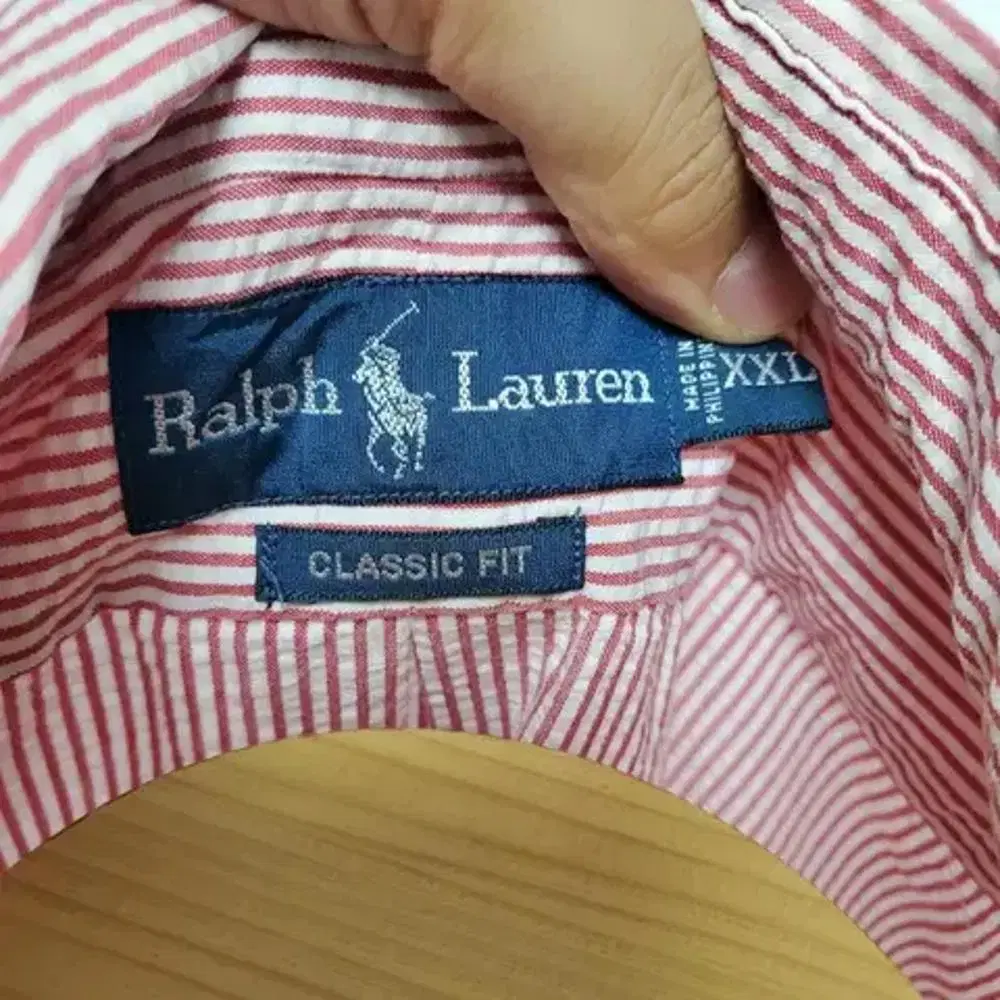 Ralph Lauren
MADE IN
PHILIPPINES
XXL
CLASSIC FIT